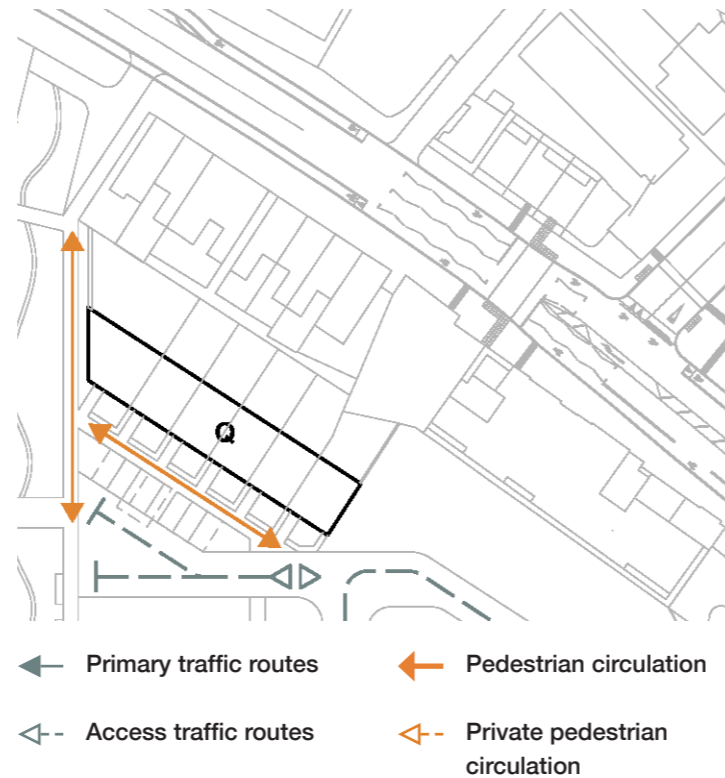 Q
Primary traffic routes
Pedestrian circulation
Access traffic routes
Private pedestrian
circulation